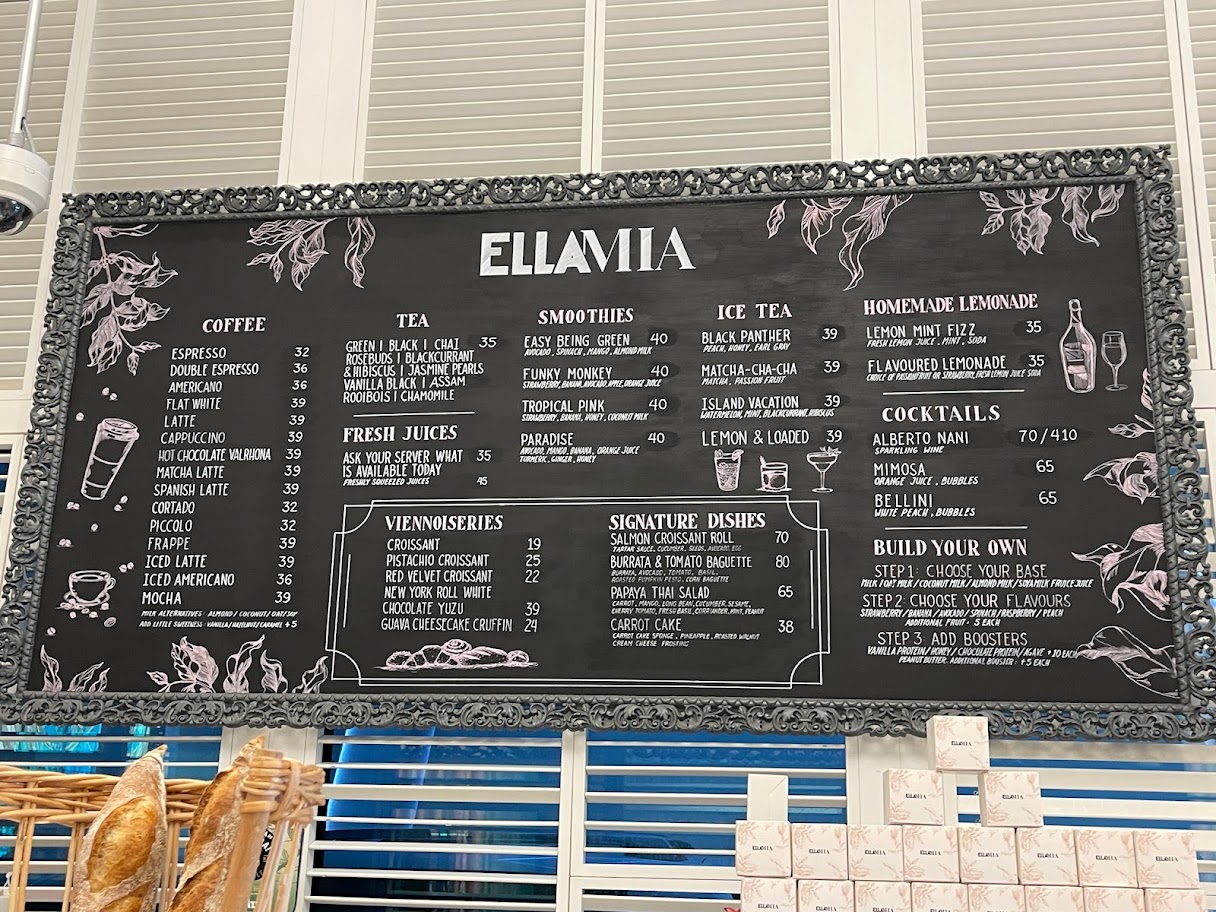 ELLAMIA
COFFEE
ESPRESSO 32
DOUBLE ESPRESSO 36
AMERICANO 36
FLAT WHITE 39
LATTE 39
CAPPUCCINO 39
HOT CHOCOLATE VALRHONA 39
MATCHA LATTE 39
SPANISH LATTE 39
CORTADO 32
PICCOLO 32
FRAPPE 39
ICED LATTE 39
ICED AMERICANO 36
MOCHA 39
MILK ALTERNATIVES: ALMOND / COCONUT / OAT/SOY
ADD LITTLE SWEETNESS: VANILLA/HAZELNUT/CARAMEL +5
TEA
GREEN | BLACK | CHAI 35
ROSEBUDS | BLACKCURRANT
& HIBISCUS | JASMINE PEARLS
VANILLA BLACK | ASSAM
ROOIBOIS | CHAMOMILE
FRESH JUICES
ASK YOUR SERVER WHAT 35
IS AVAILABLE TODAY
FRESHLY SQUEEZED JUICES 45
SMOOTHIES
EASY BEING GREEN 40
AVOCADO, SPINACH, MANGO, ALMOND MILK
FUNKY MONKEY 40
STRAWBERRY, BANANA, AVOCADO, APPLE, ORANGE JUICE
TROPICAL PINK 40
STRAWBERRY, BANANA, HONEY, COCONUT MILK
PARADISE 40
AVOCADO, MANGO, BANANA, ORANGE JUICE
TURMERIC, GINGER, HONEY
ICE TEA
BLACK PANTHER 39
PEACH, HONEY, EARL GRAY
MATCHA-CHA-CHA 39
MATCHA, PASSION FRUIT
ISLAND VACATION 39
WATERMELON, MINT, BLACKCURRANT, HIBISCUS
LEMON & LOADED 39
HOMEMADE LEMONADE
LEMON MINT FIZZ 35
FRESH LEMON JUICE, MINT, SODA
FLAVOURED LEMONADE 35
CHOICE OF PASSIONFRUIT OR STRAWBERRY, FRESH LEMON JUICE SODA
COCKTAILS
ALBERTO NANI 70/410
SPARKLING WINE
MIMOSA 65
ORANGE JUICE, BUBBLES
BELLINI 65
WHITE PEACH, BUBBLES
VIENNOISERIES
CROISSANT 19
PISTACHIO CROISSANT 25
RED VELVET CROISSANT 22
NEW YORK ROLL WHITE
CHOCOLATE YUZU 39
GUAVA CHEESECAKE CRUFFIN 24
SIGNATURE DISHES
SALMON CROISSANT ROLL 70
TARTAR SAUCE, CUCUMBER, SEEDS, AVOCADO, EGG
BURRATA & TOMATO BAGUETTE 80
BURRATA, AVOCADO, TOMATO, BASIL,
ROASTED PUMPKIN PESTO, CORN BAGUETTE
PAPAYA THAI SALAD 65
CARROT, MANGO, LONG BEAN, CUCUMBER, SESAME,
CHERRY TOMATO, FRESH BASIL, CORIANDER, MINT, PEANUT
CARROT CAKE 38
CARROT CAKE SPONGE, PINEAPPLE, ROASTED WALNUT
CREAM CHEESE FROSTING
BUILD YOUR OWN
STEP 1: CHOOSE YOUR BASE
MILK / OAT MILK / COCONUT MILK / ALMOND MILK / SOYA MILK FRUICE JUICE
STEP 2: CHOOSE YOUR FLAVOURS
STRAWBERRY / BANANA / AVOCADO / SPINACH / RASPBERRY / PEACH
ADDITIONAL FRUIT: 5 EACH
STEP 3: ADD BOOSTERS
VANILLA PROTEIN / HONEY / CHOCOLATE PROTEIN / AGAVE +10 EACH
PEANUT BUTTER. ADDITIONAL BOOSTER: +5 EACH
ELLAMIA
ELLAMIA
ELLAMIA
ELLAMIA
ELLAMIA
ELLAMIA
ELLAMIA
ELLAMIA
ELLAMIA
ELLAMIA
ELLAMIA